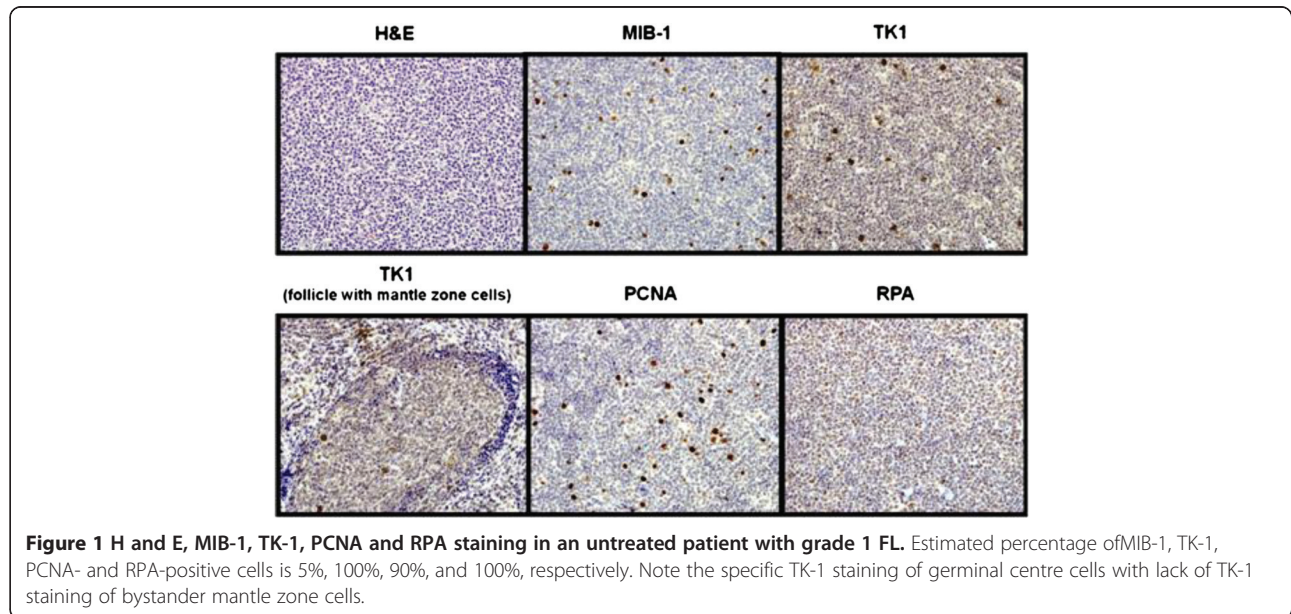 H&E
MIB-1
TK1
TK1
(follicle with mantle zone cells)
PCNA
RPA
Figure 1 H and E, MIB-1, TK-1, PCNA and RPA staining in an untreated patient with grade 1 FL. Estimated percentage ofMIB-1, TK-1,
PCNA- and RPA-positive cells is 5%, 100%, 90%, and 100%, respectively. Note the specific TK-1 staining of germinal centre cells with lack of TK-1
staining of bystander mantle zone cells.